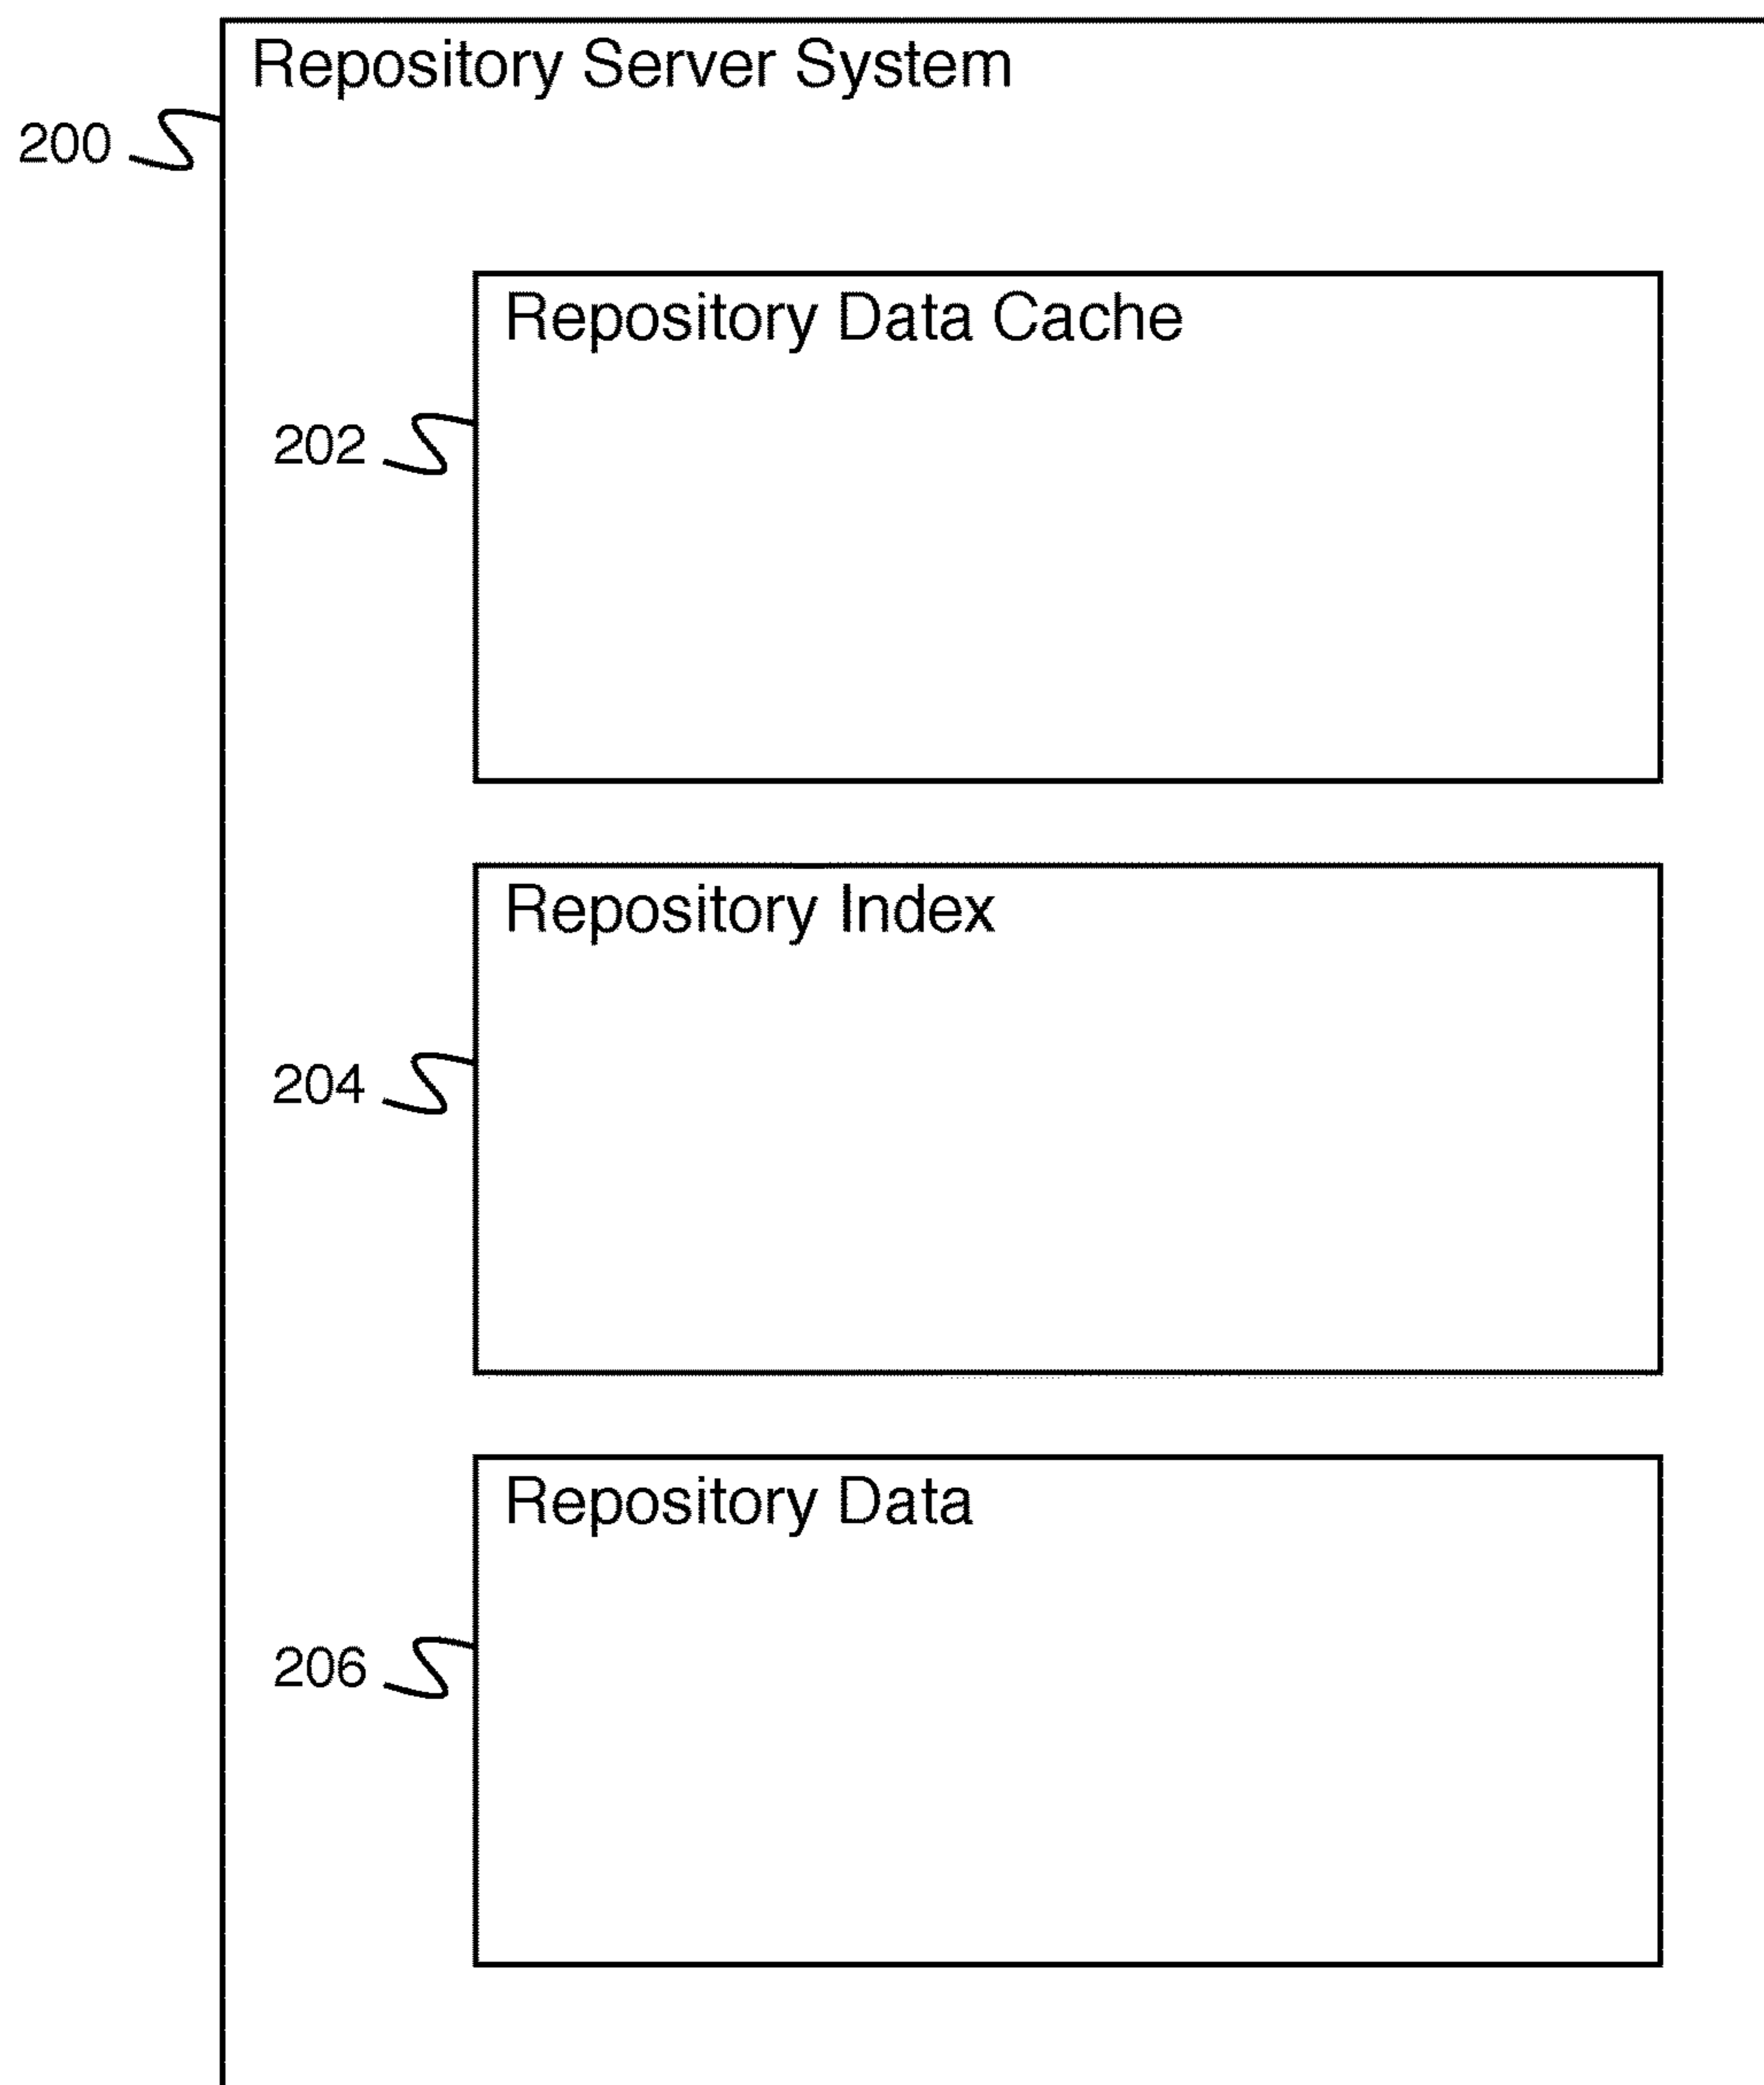 Repository Server System
200
Repository Data Cache
202
Repository Index
204
Repository Data
206